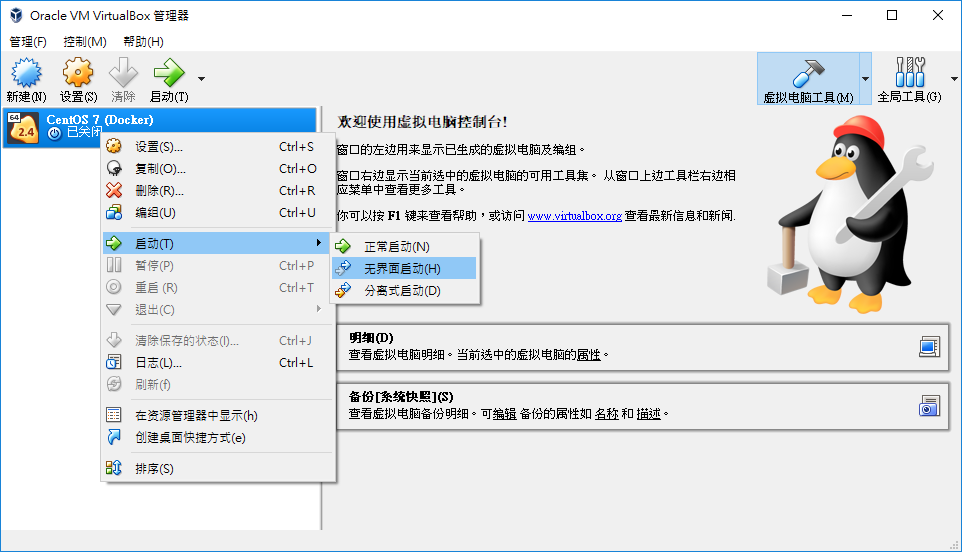 Oracle VM VirtualBox 管理器
管理(F) 控制(M) 帮助(H)
新建(N) 设置(S) 清除 启动(T) 虚拟电脑工具(M) 全局工具(G)
64
2.4
CentOS 7 (Docker)
已关闭
设置(S)... Ctrl+S
复制(O)... Ctrl+O
删除(R)... Ctrl+R
编组(U) Ctrl+U
启动(T)
暂停(P) Ctrl+P
重启 (R) Ctrl+T
退出(C)
清除保存的状态(I)... Ctrl+J
日志(L)... Ctrl+L
刷新(f)
在资源管理器中显示(h)
创建桌面快捷方式(e)
排序(S)
正常启动(N)
无界面启动(H)
分离式启动(D)
欢迎使用虚拟电脑控制台!
窗口的左边用来显示已生成的虚拟电脑及编组。
窗口右边显示当前选中的虚拟电脑的可用工具集。 从窗口上边工具栏右边相
应菜单中查看更多工具。
你可以按 F1 键来查看帮助，或访问 www.virtualbox.org 查看最新信息和新闻.
明细(D)
查看虚拟电脑明细。当前选中的虚拟电脑的属性。
备份[系统快照](S)
查看虚拟电脑备份明细。可编辑 备份的属性如 名称 和 描述。